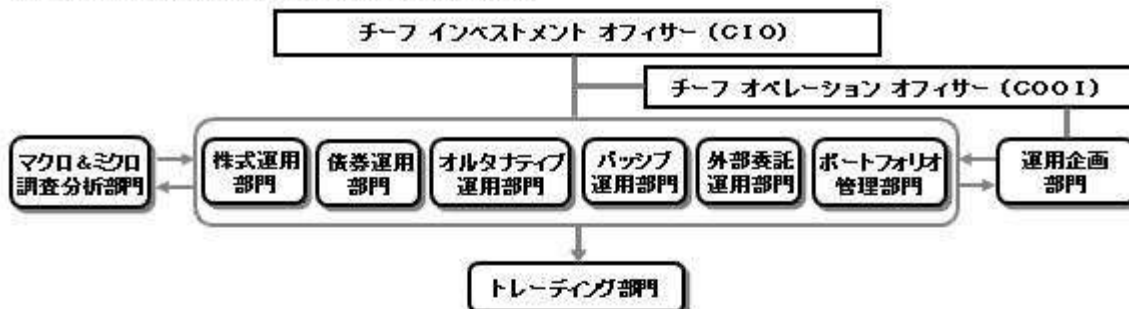 チーフ インベストメント オフィサー (CIO)
チーフ オペレーション オフィサー (COOI)
マクロ&ミクロ
調査分析部門
株式運用
部門
債券運用
部門
オルタナティブ
運用部門
パッシブ
運用部門
外部委託
運用部門
ポートフォリオ
管理部門
運用企画
部門
トレーディング部門